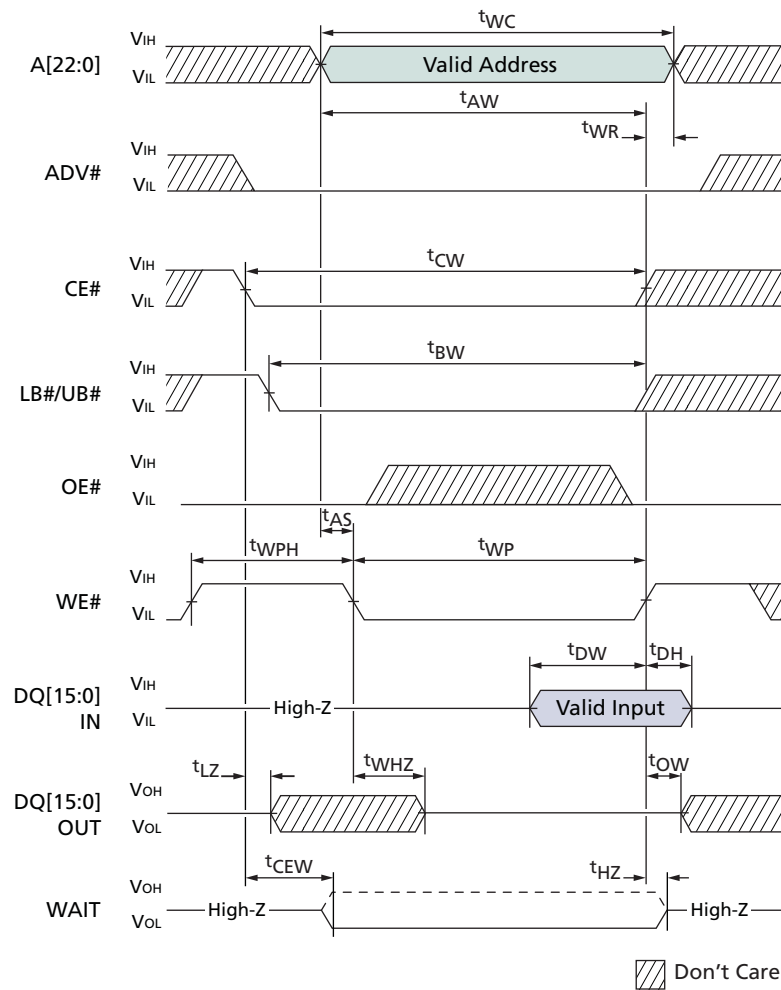 tWC
VIH
A[22:0] Valid Address
VIL
tAW
tWR
VIH
ADV#
VIL
VIH
tCW
CE#
VIL
VIH
tBW
LB#/UB#
VIL
VIH
OE#
VIL
tAS
tWPH tWP
VIH
WE#
VIL
tDW tDH
VIH
DQ[15:0] High-Z Valid Input
IN VIL
tLZ tWHZ tOW
VOH
DQ[15:0]
OUT VOL
tCEW tHZ
VOH
WAIT High-Z High-Z
VOL
Don't Care